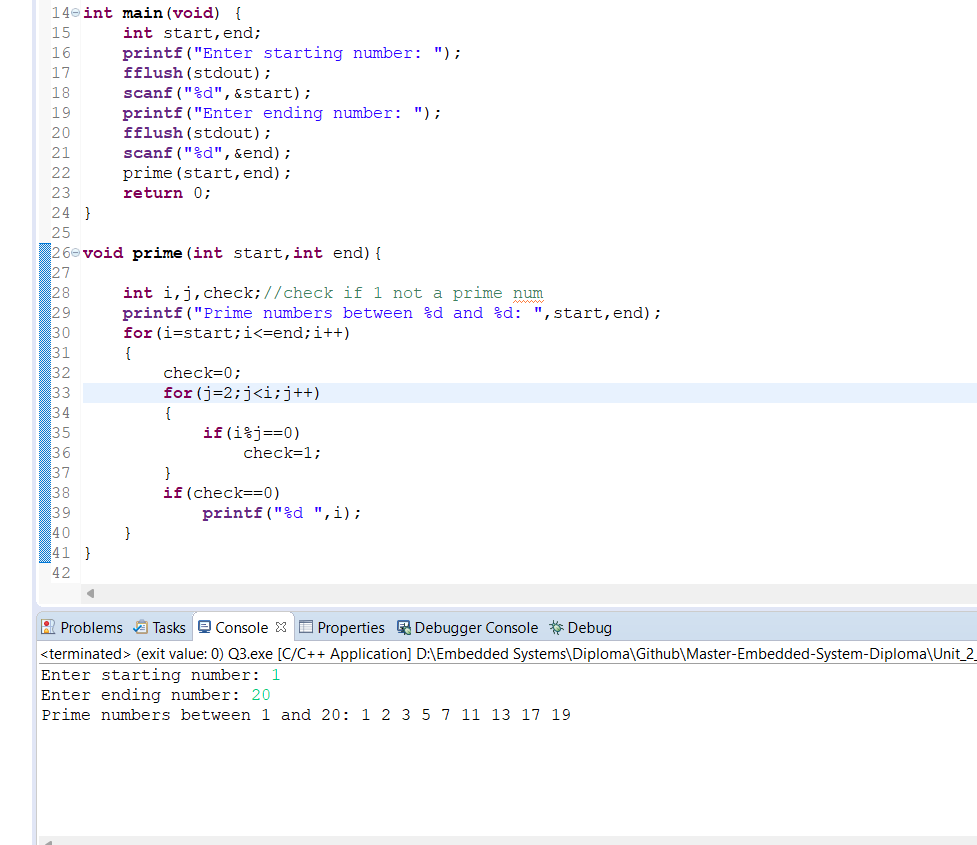 14 int main(void) {
15     int start,end;
16     printf("Enter starting number: ");
17     fflush(stdout);
18     scanf("%d",&start);
19     printf("Enter ending number: ");
20     fflush(stdout);
21     scanf("%d",&end);
22     prime(start,end);
23     return 0;
24 }
25
26 void prime(int start,int end){
27
28     int i,j,check;//check if 1 not a prime num
29     printf("Prime numbers between %d and %d: ",start,end);
30     for(i=start;i<=end;i++)
31     {
32         check=0;
33         for(j=2;j<i;j++)
34         {
35             if(i%j==0)
36                 check=1;
37         }
38         if(check==0)
39             printf("%d ",i);
40     }
41 }
42
Problems Tasks Console Properties Debugger Console Debug
<terminated> (exit value: 0) Q3.exe [C/C++ Application] D:\Embedded Systems\Diploma\Github\Master-Embedded-System-Diploma\Unit_2_
Enter starting number: 1
Enter ending number: 20
Prime numbers between 1 and 20: 1 2 3 5 7 11 13 17 19